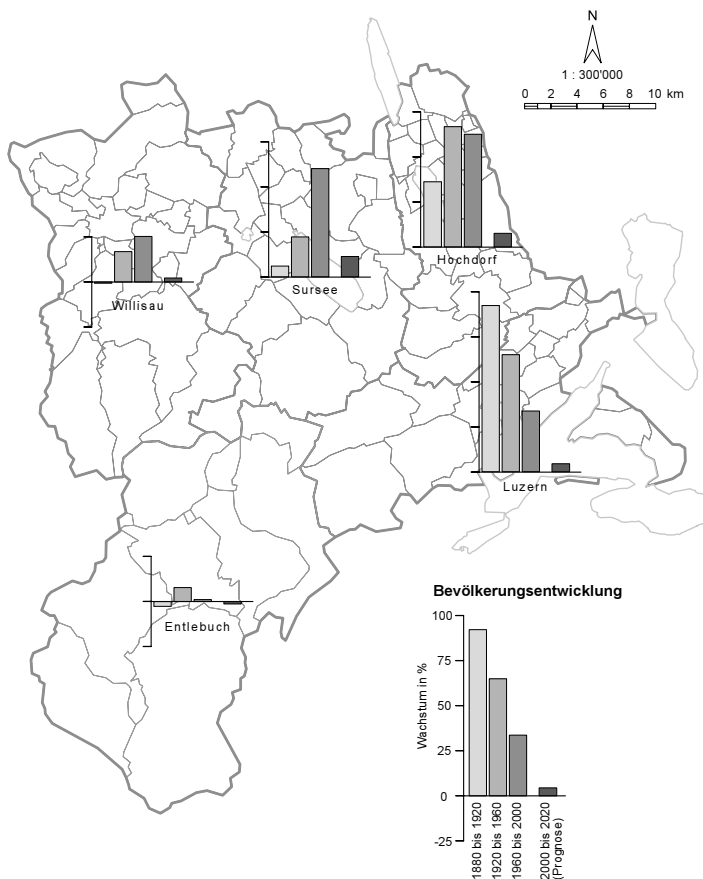 N
1 : 300'000
0 2 4 6 8 10 km
Hochdorf
Sursee
Willisau
Luzern
Entlebuch
Bevölkerungsentwicklung
100
75
50
25
0
-25
Wachstum in %
1880 bis 1920
1920 bis 1960
1960 bis 2000
2000 bis 2020
(Prognose)